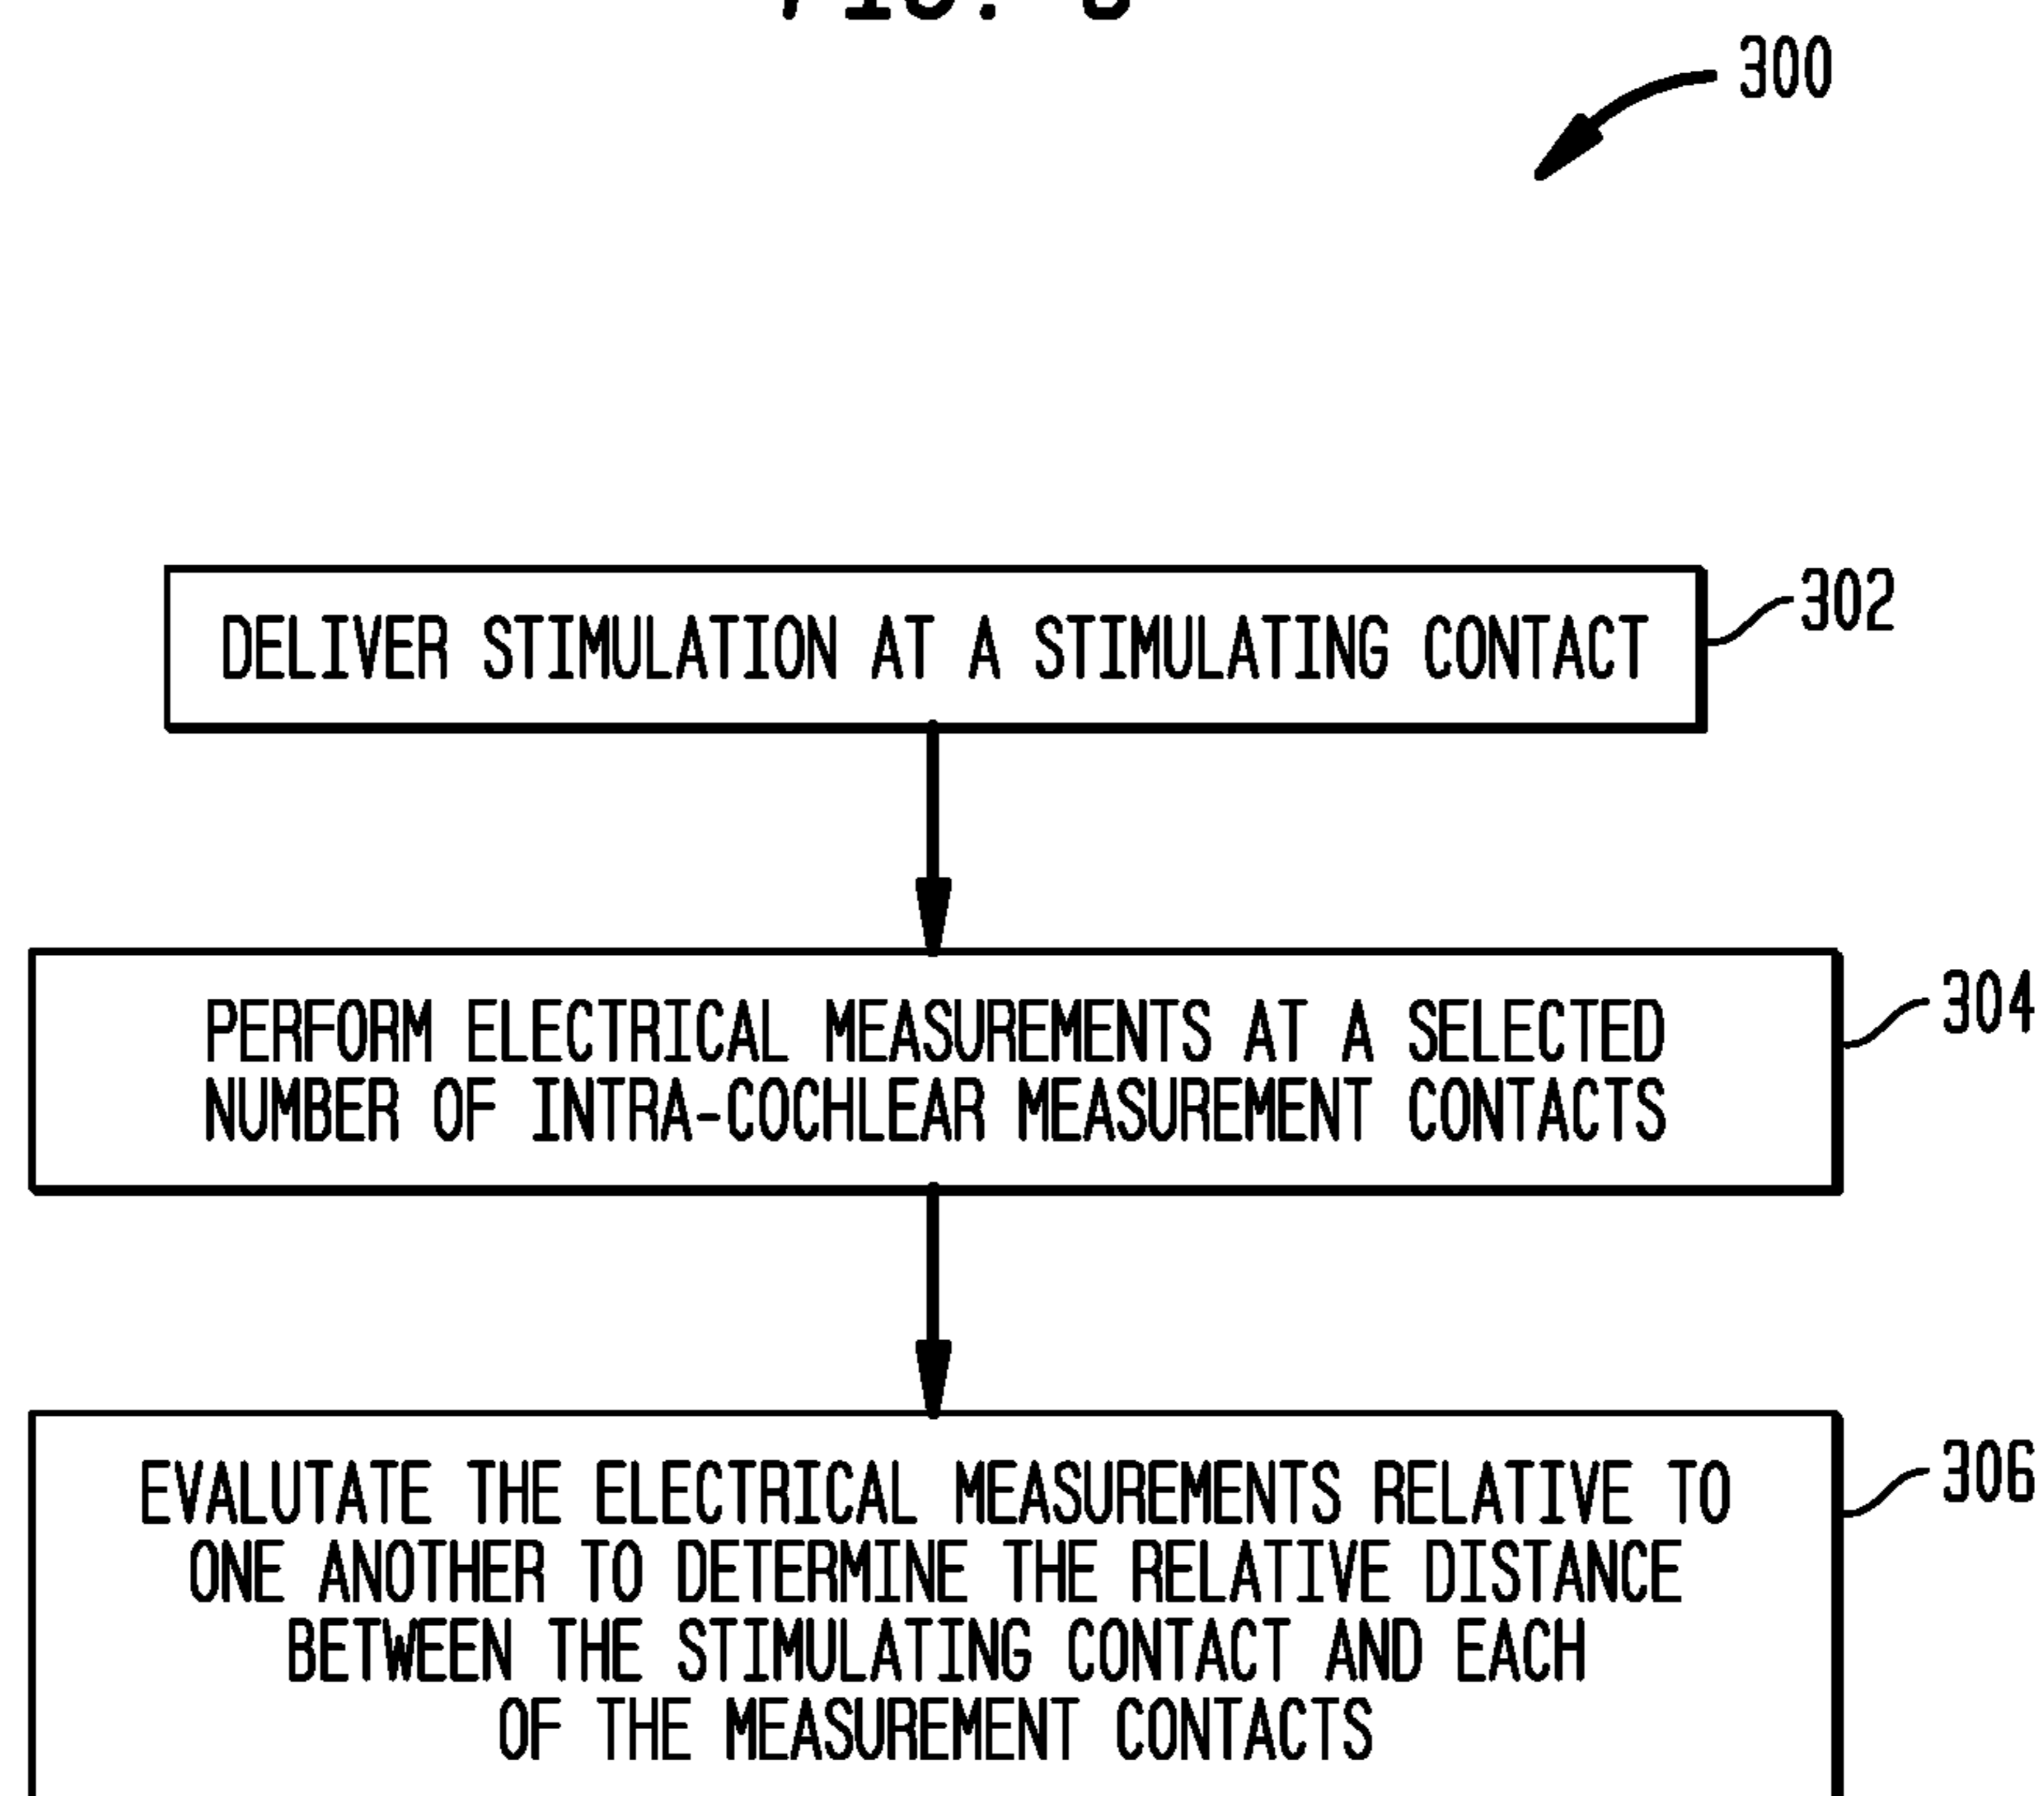 300
DELIVER STIMULATION AT A STIMULATING CONTACT
302
PERFORM ELECTRICAL MEASUREMENTS AT A SELECTED
NUMBER OF INTRA-COCHLEAR MEASUREMENT CONTACTS
304
EVALUTATE THE ELECTRICAL MEASUREMENTS RELATIVE TO
ONE ANOTHER TO DETERMINE THE RELATIVE DISTANCE
BETWEEN THE STIMULATING CONTACT AND EACH
OF THE MEASUREMENT CONTACTS
306